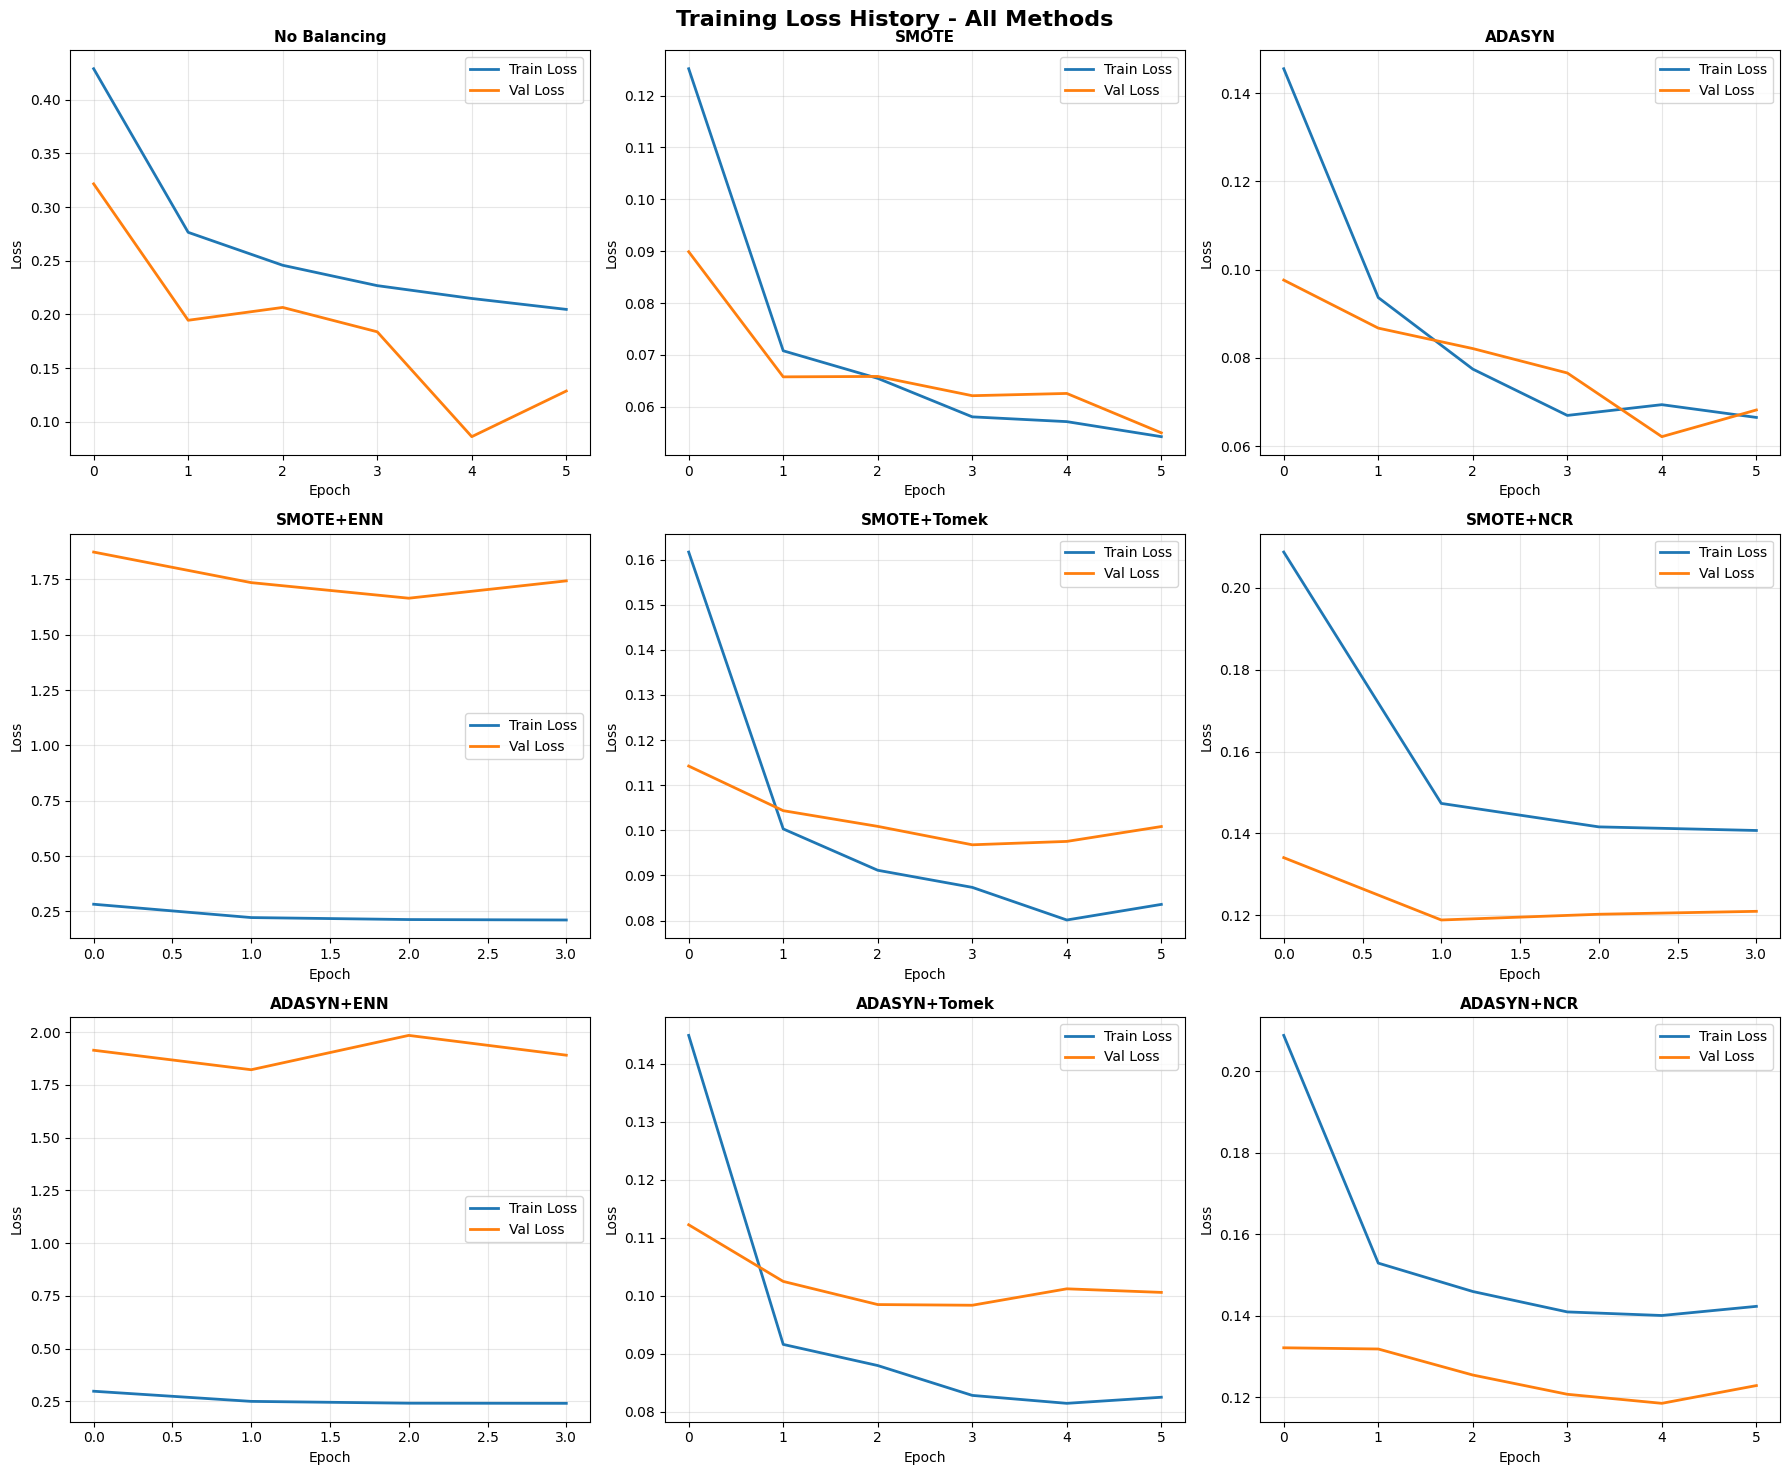 Training Loss History - All Methods
No Balancing
Train Loss
Val Loss
0.40
0.35
0.30
0.25
0.20
0.15
0.10
Loss
0 1 2 3 4 5
Epoch
SMOTE
Train Loss
Val Loss
0.12
0.11
0.10
0.09
0.08
0.07
0.06
Loss
0 1 2 3 4 5
Epoch
ADASYN
Train Loss
Val Loss
0.14
0.12
0.10
0.08
0.06
Loss
0 1 2 3 4 5
Epoch
SMOTE+ENN
1.75
1.50
1.25
1.00
0.75
0.50
0.25
Loss
Train Loss
Val Loss
0.0 0.5 1.0 1.5 2.0 2.5 3.0
Epoch
SMOTE+Tomek
Train Loss
Val Loss
0.16
0.15
0.14
0.13
0.12
0.11
0.10
0.09
0.08
Loss
0 1 2 3 4 5
Epoch
SMOTE+NCR
Train Loss
Val Loss
0.20
0.18
0.16
0.14
0.12
Loss
0.0 0.5 1.0 1.5 2.0 2.5 3.0
Epoch
ADASYN+ENN
2.00
1.75
1.50
1.25
1.00
0.75
0.50
0.25
Loss
Train Loss
Val Loss
0.0 0.5 1.0 1.5 2.0 2.5 3.0
Epoch
ADASYN+Tomek
Train Loss
Val Loss
0.14
0.13
0.12
0.11
0.10
0.09
0.08
Loss
0 1 2 3 4 5
Epoch
ADASYN+NCR
Train Loss
Val Loss
0.20
0.18
0.16
0.14
0.12
Loss
0 1 2 3 4 5
Epoch